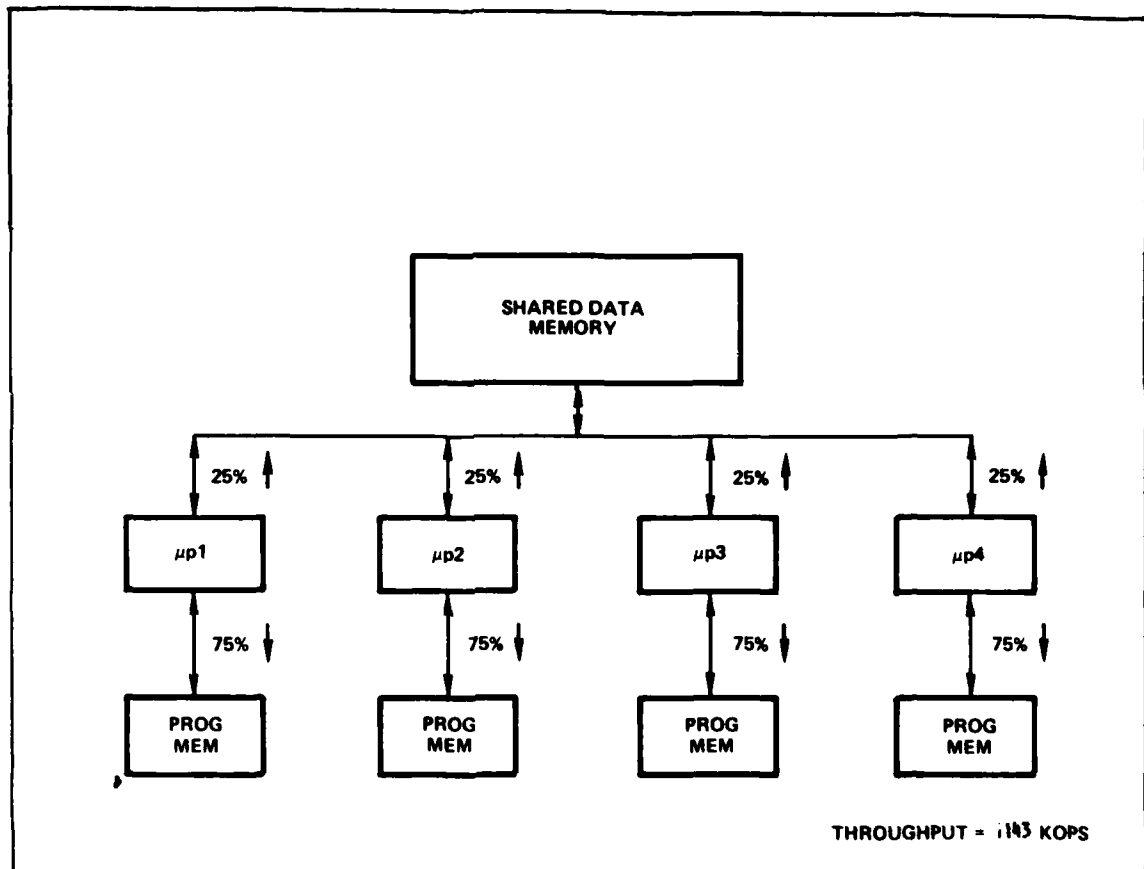 SHARED DATA
MEMORY
25%
25%
25%
25%
μp1
μp2
μp3
μp4
75%
75%
75%
75%
PROG
MEM
PROG
MEM
PROG
MEM
PROG
MEM
THROUGHPUT = KOPS